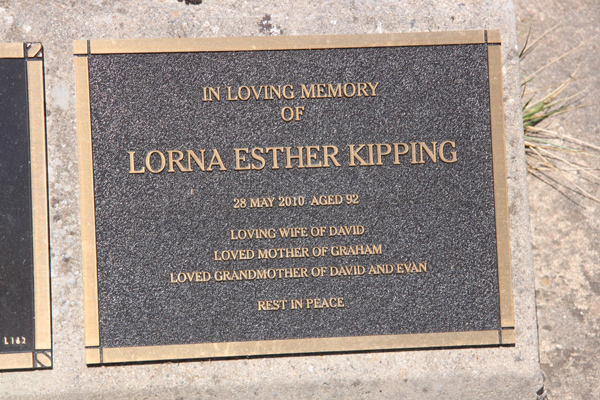 IN LOVING MEMORY
OF
LORNA ESTHER KIPPING
28 MAY 2010 AGED 92
LOVING WIFE OF DAVID
LOVED MOTHER OF GRAHAM
LOVED GRANDMOTHER OF DAVID AND EVAN
REST IN PEACE
L162